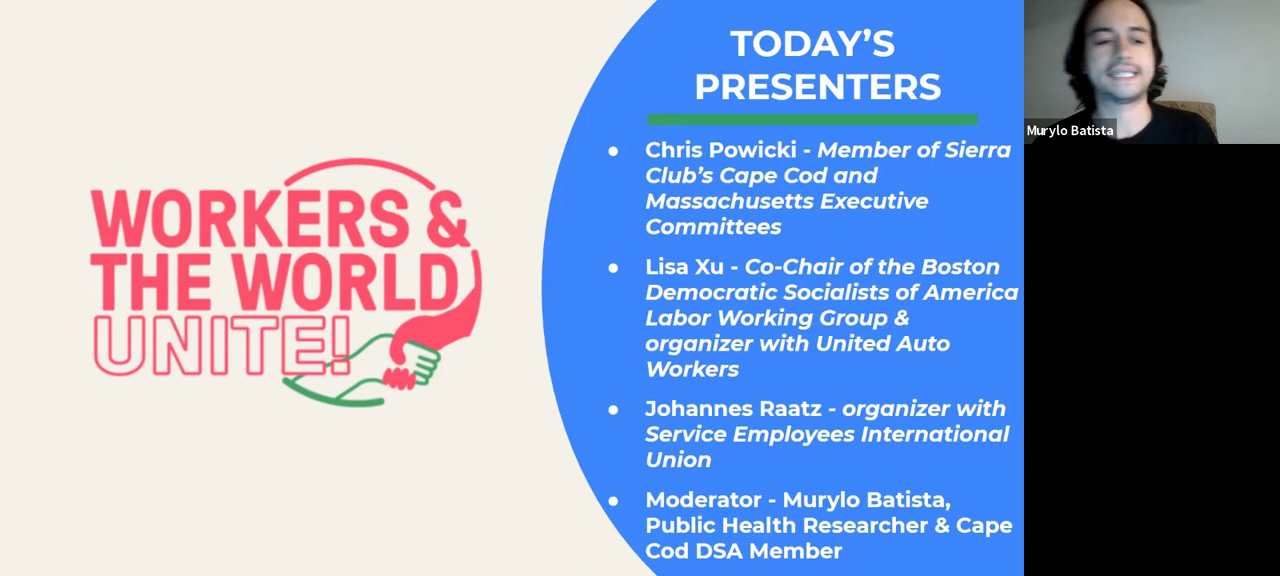 WORKERS &
THE WORLD
UNITE!
TODAY'S
PRESENTERS
● Chris Powicki - Member of Sierra
Club's Cape Cod and
Massachusetts Executive
Committees
● Lisa Xu - Co-Chair of the Boston
Democratic Socialists of America
Labor Working Group &
organizer with United Auto
Workers
● Johannes Raatz - organizer with
Service Employees International
Union
● Moderator - Murylo Batista,
Public Health Researcher & Cape
Cod DSA Member
Murylo Batista